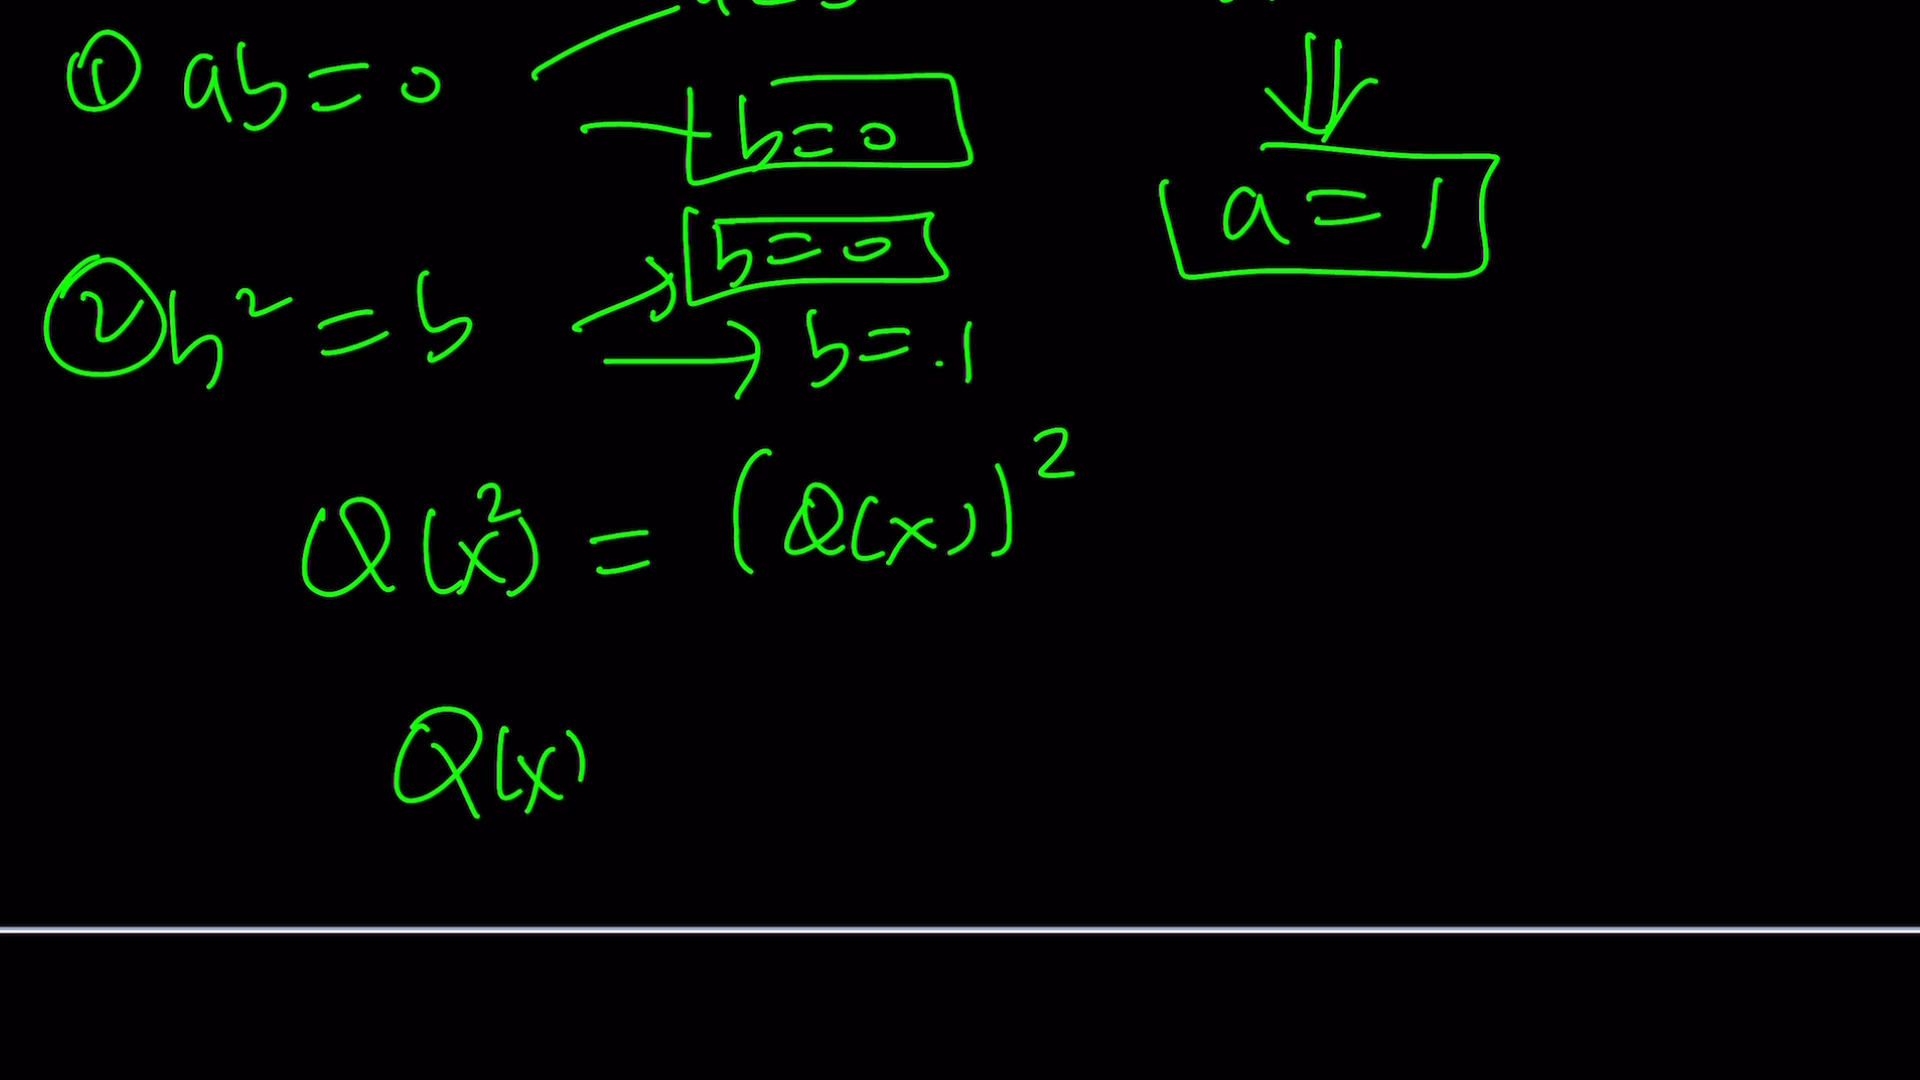 ① ab = 0
b = 0
a = 1
b = 0
② b² = b
b = 1
Q(x²) = (Q(x))²
Q(x)